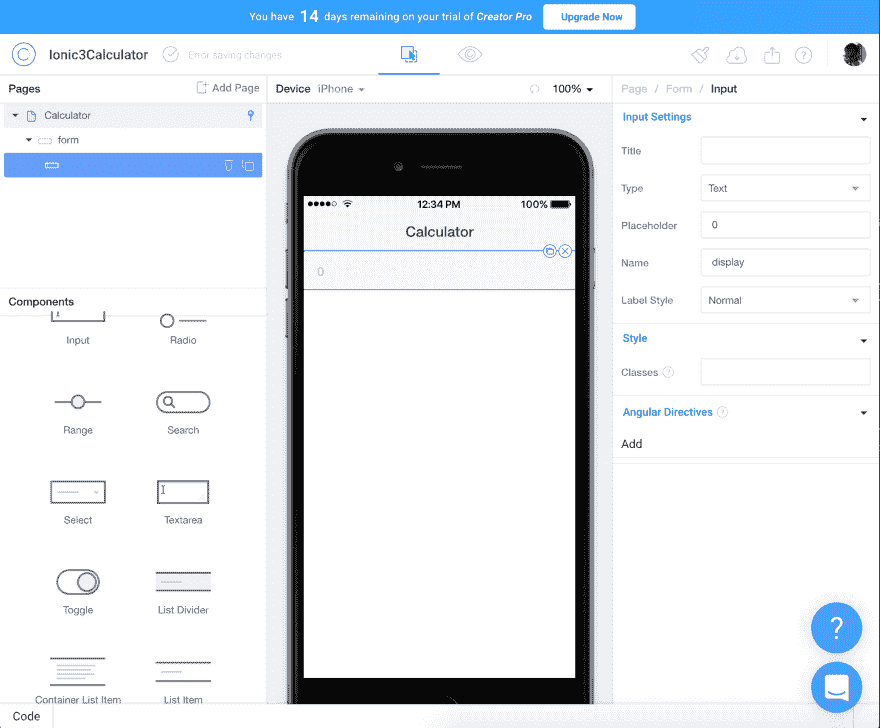 You have 14 days remaining on your trial of Creator Pro Upgrade Now
Ionic3Calculator Error saving changes
Pages Add Page
Calculator
form
Components
Input Radio
Range Search
Select Textarea
Toggle List Divider
Container List Item List Item
Code
Device iPhone 100%
12:34 PM 100%
Calculator
0
Page / Form / Input
Input Settings
Title
Type Text
Placeholder 0
Name display
Label Style Normal
Style
Classes ?
Angular Directives ?
Add
?